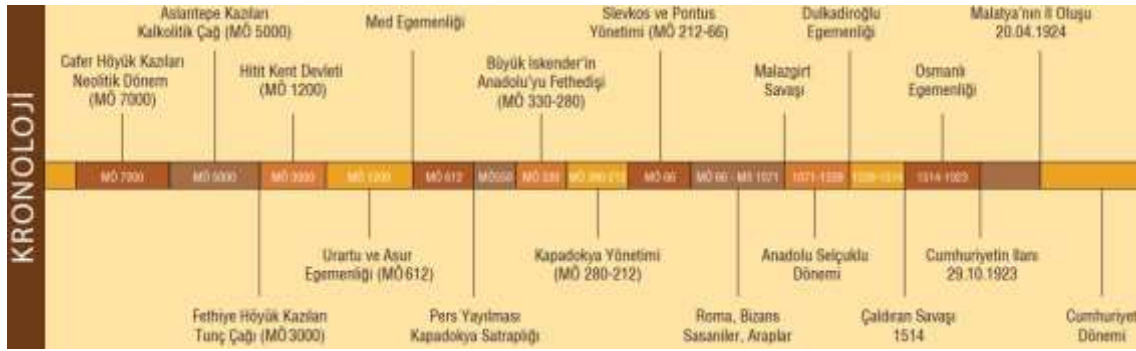 KRONOLOJİ
Aslantepe Kazıları
Kalkolitik Çağ (MÖ 5000)
Med Egemenliği
Slevkos ve Pontus
Yönetimi (MÖ 212-66)
Dulkadiroğlu
Egemenliği
Malatya'nın İl Oluşu
20.04.1924
Cafer Höyük Kazıları
Neolitik Dönem
(MÖ 7000)
Hitit Kent Devleti
(MÖ 1200)
Büyük İskender'in
Anadolu'yu Fethedişi
(MÖ 330-280)
Malazgirt
Savaşı
Osmanlı
Egemenliği
MÖ 7000
MÖ 5000
MÖ 3000
MÖ 1200
MÖ 612
MÖ 550
MÖ 330
MÖ 280-212
MÖ 66
MÖ 66 - MS 1071
1514-1923
Urartu ve Asur
Egemenliği (MÖ 612)
Kapadokya Yönetimi
(MÖ 280-212)
Anadolu Selçuklu
Dönemi
Cumhuriyetin İlanı
29.10.1923
Fethiye Höyük Kazıları
Tunç Çağı (MÖ 3000)
Pers Yayılması
Kapadokya Satraplığı
Roma, Bizans
Sasaniler, Araplar
Çaldıran Savaşı
1514
Cumhuriyet
Dönemi